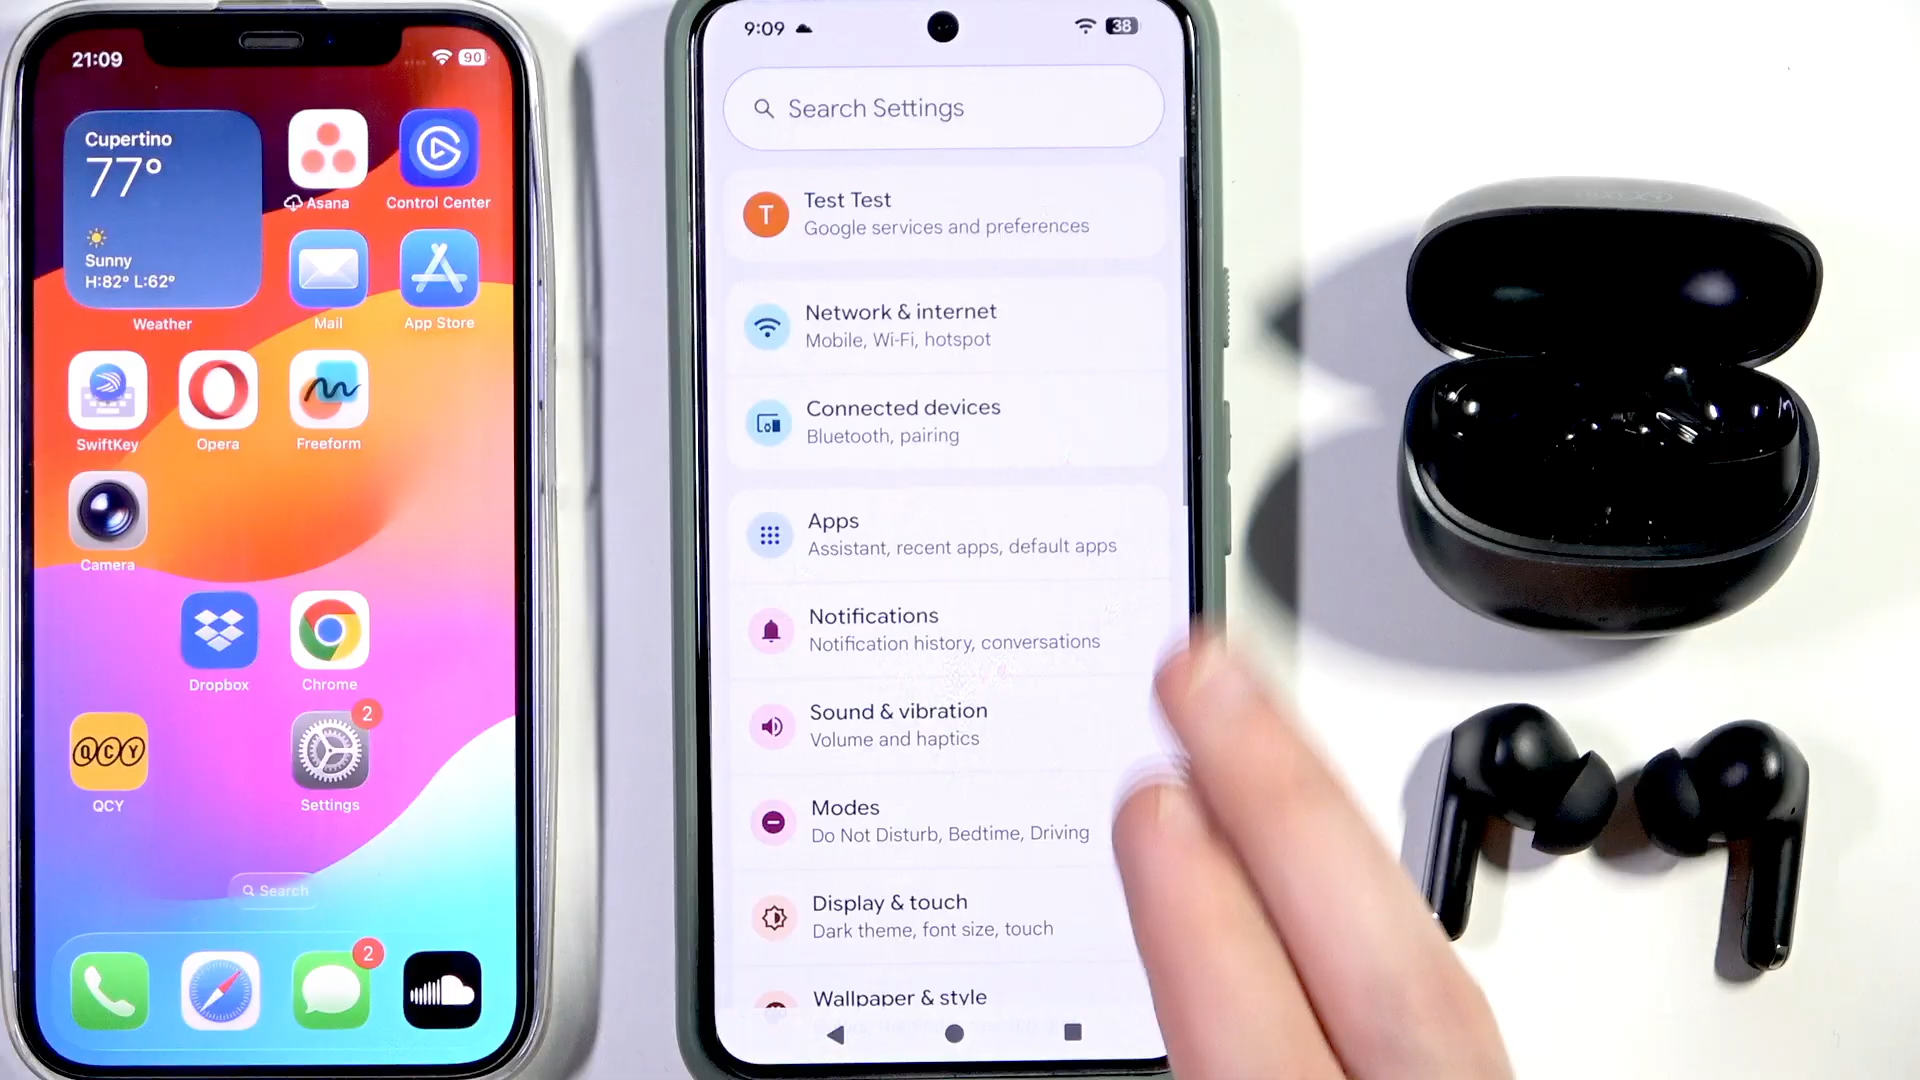 21:09
90
Cupertino
77°
Sunny
H:82° L:62°
Weather
Asana
Control Center
Mail
App Store
SwiftKey
Opera
Freeform
Camera
Dropbox
Chrome
QCY
QCY
2
Settings
Search
2
9:09
38
Search Settings
T
Test Test
Google services and preferences
Network & internet
Mobile, Wi-Fi, hotspot
Connected devices
Bluetooth, pairing
Apps
Assistant, recent apps, default apps
Notifications
Notification history, conversations
Sound & vibration
Volume and haptics
Modes
Do Not Disturb, Bedtime, Driving
Display & touch
Dark theme, font size, touch
Wallpaper & style